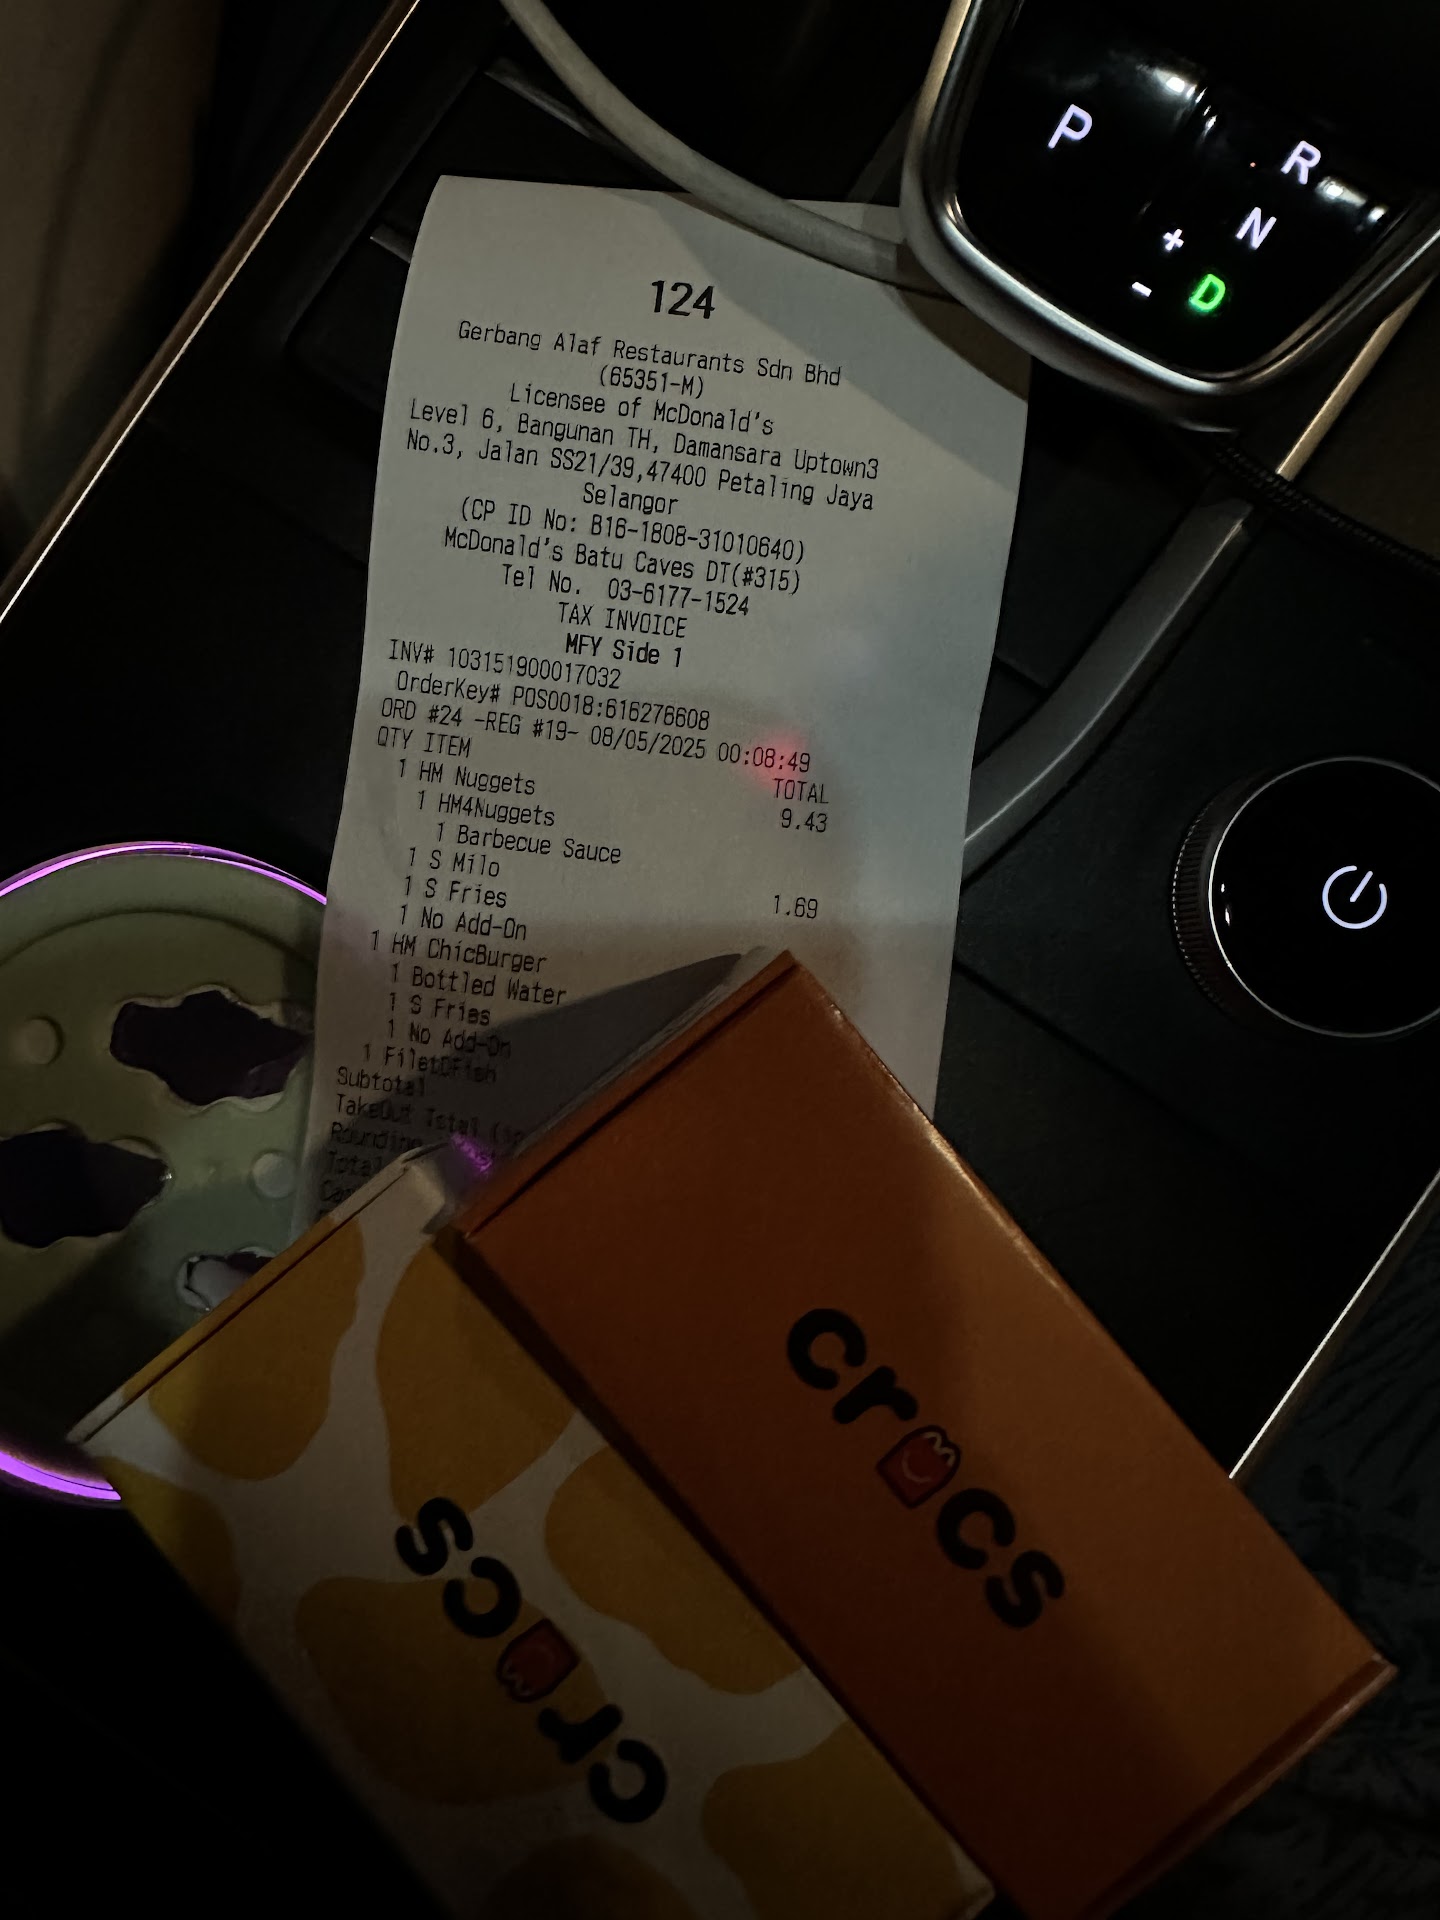 124
Gerbang Alaf Restaurants Sdn Bhd
(65351-M)
Licensee of McDonald's
Level 6, Bangunan TH, Damansara Uptown3
No.3, Jalan SS21/39,47400 Petaling Jaya
Selangor
(CP ID No: B16-1808-31010640)
McDonald's Batu Caves DT(#315)
Tel No. 03-6177-1524
TAX INVOICE
MFY Side 1
INV# 103151900017032
OrderKey# POS0018:616276608
ORD #24 -REG #19- 08/05/2025 00:08:49
QTY ITEM TOTAL
1 HM Nuggets 9.43
1 HM4Nuggets
1 Barbecue Sauce
1 S Milo
1 S Fries 1.69
1 No Add-On
1 HM ChicBurger
1 Bottled Water
1 S Fries
1 No Add-On
1 FiletOFish
Subtotal
TakeOut Total
Rounding
Total
P
R
N
+
- D
crocs
crocs